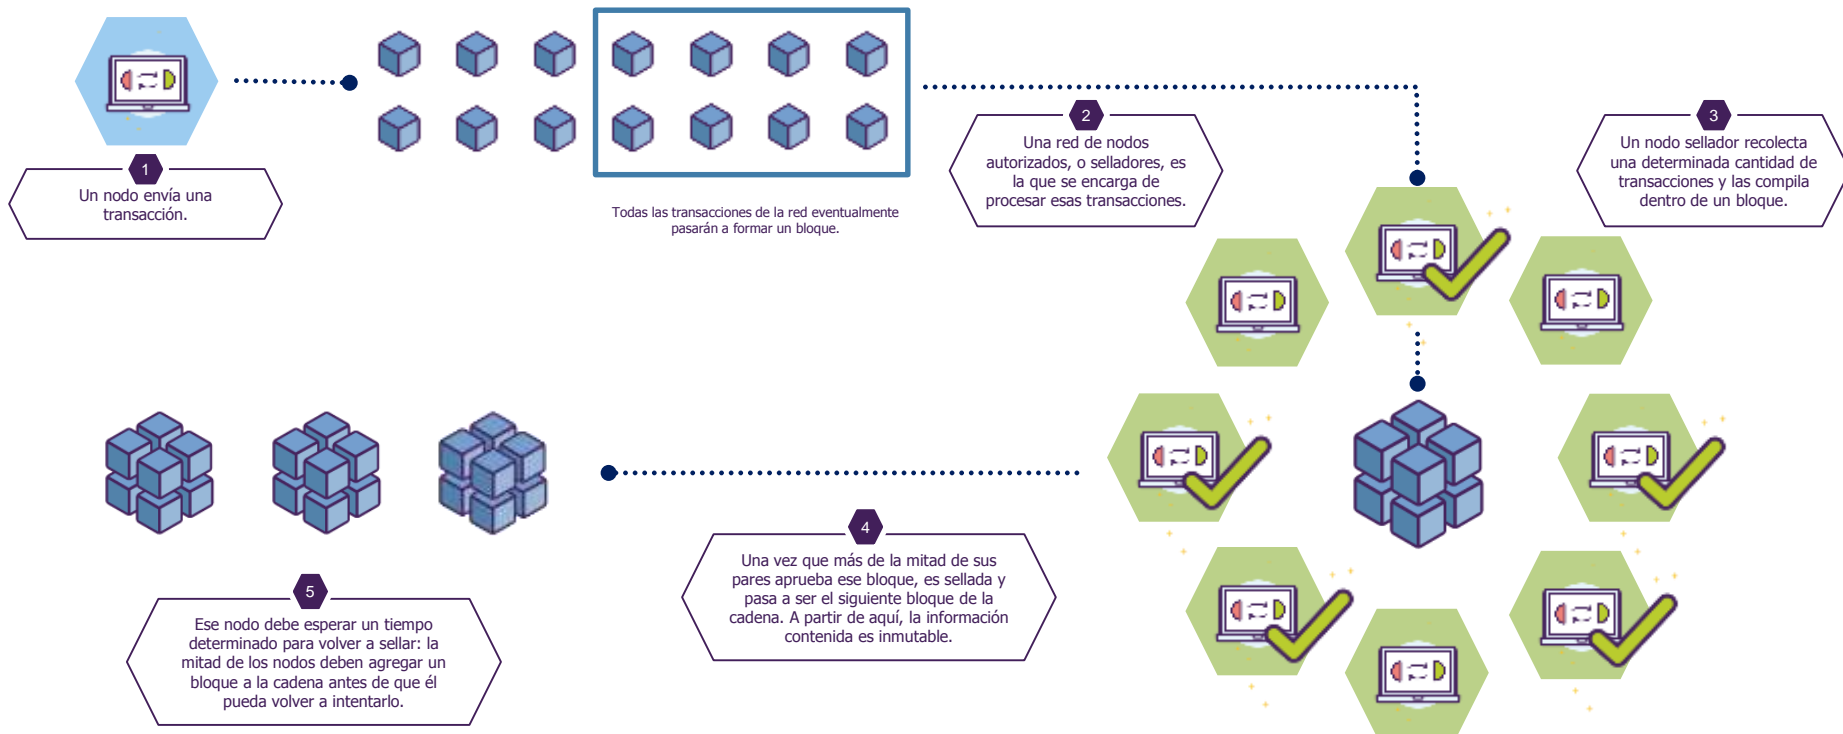 1
Un nodo envía una
transacción.
Todas las transacciones de la red eventualmente
pasarán a formar un bloque.
2
Una red de nodos
autorizados, o selladores, es
la que se encarga de
procesar esas transacciones.
3
Un nodo sellador recolecta
una determinada cantidad de
transacciones y las compila
dentro de un bloque.
4
Una vez que más de la mitad de sus
pares aprueba ese bloque, es sellada y
pasa a ser el siguiente bloque de la
cadena. A partir de aquí, la información
contenida es inmutable.
5
Ese nodo debe esperar un tiempo
determinado para volver a sellar: la
mitad de los nodos deben agregar un
bloque a la cadena antes de que él
pueda volver a intentarlo.